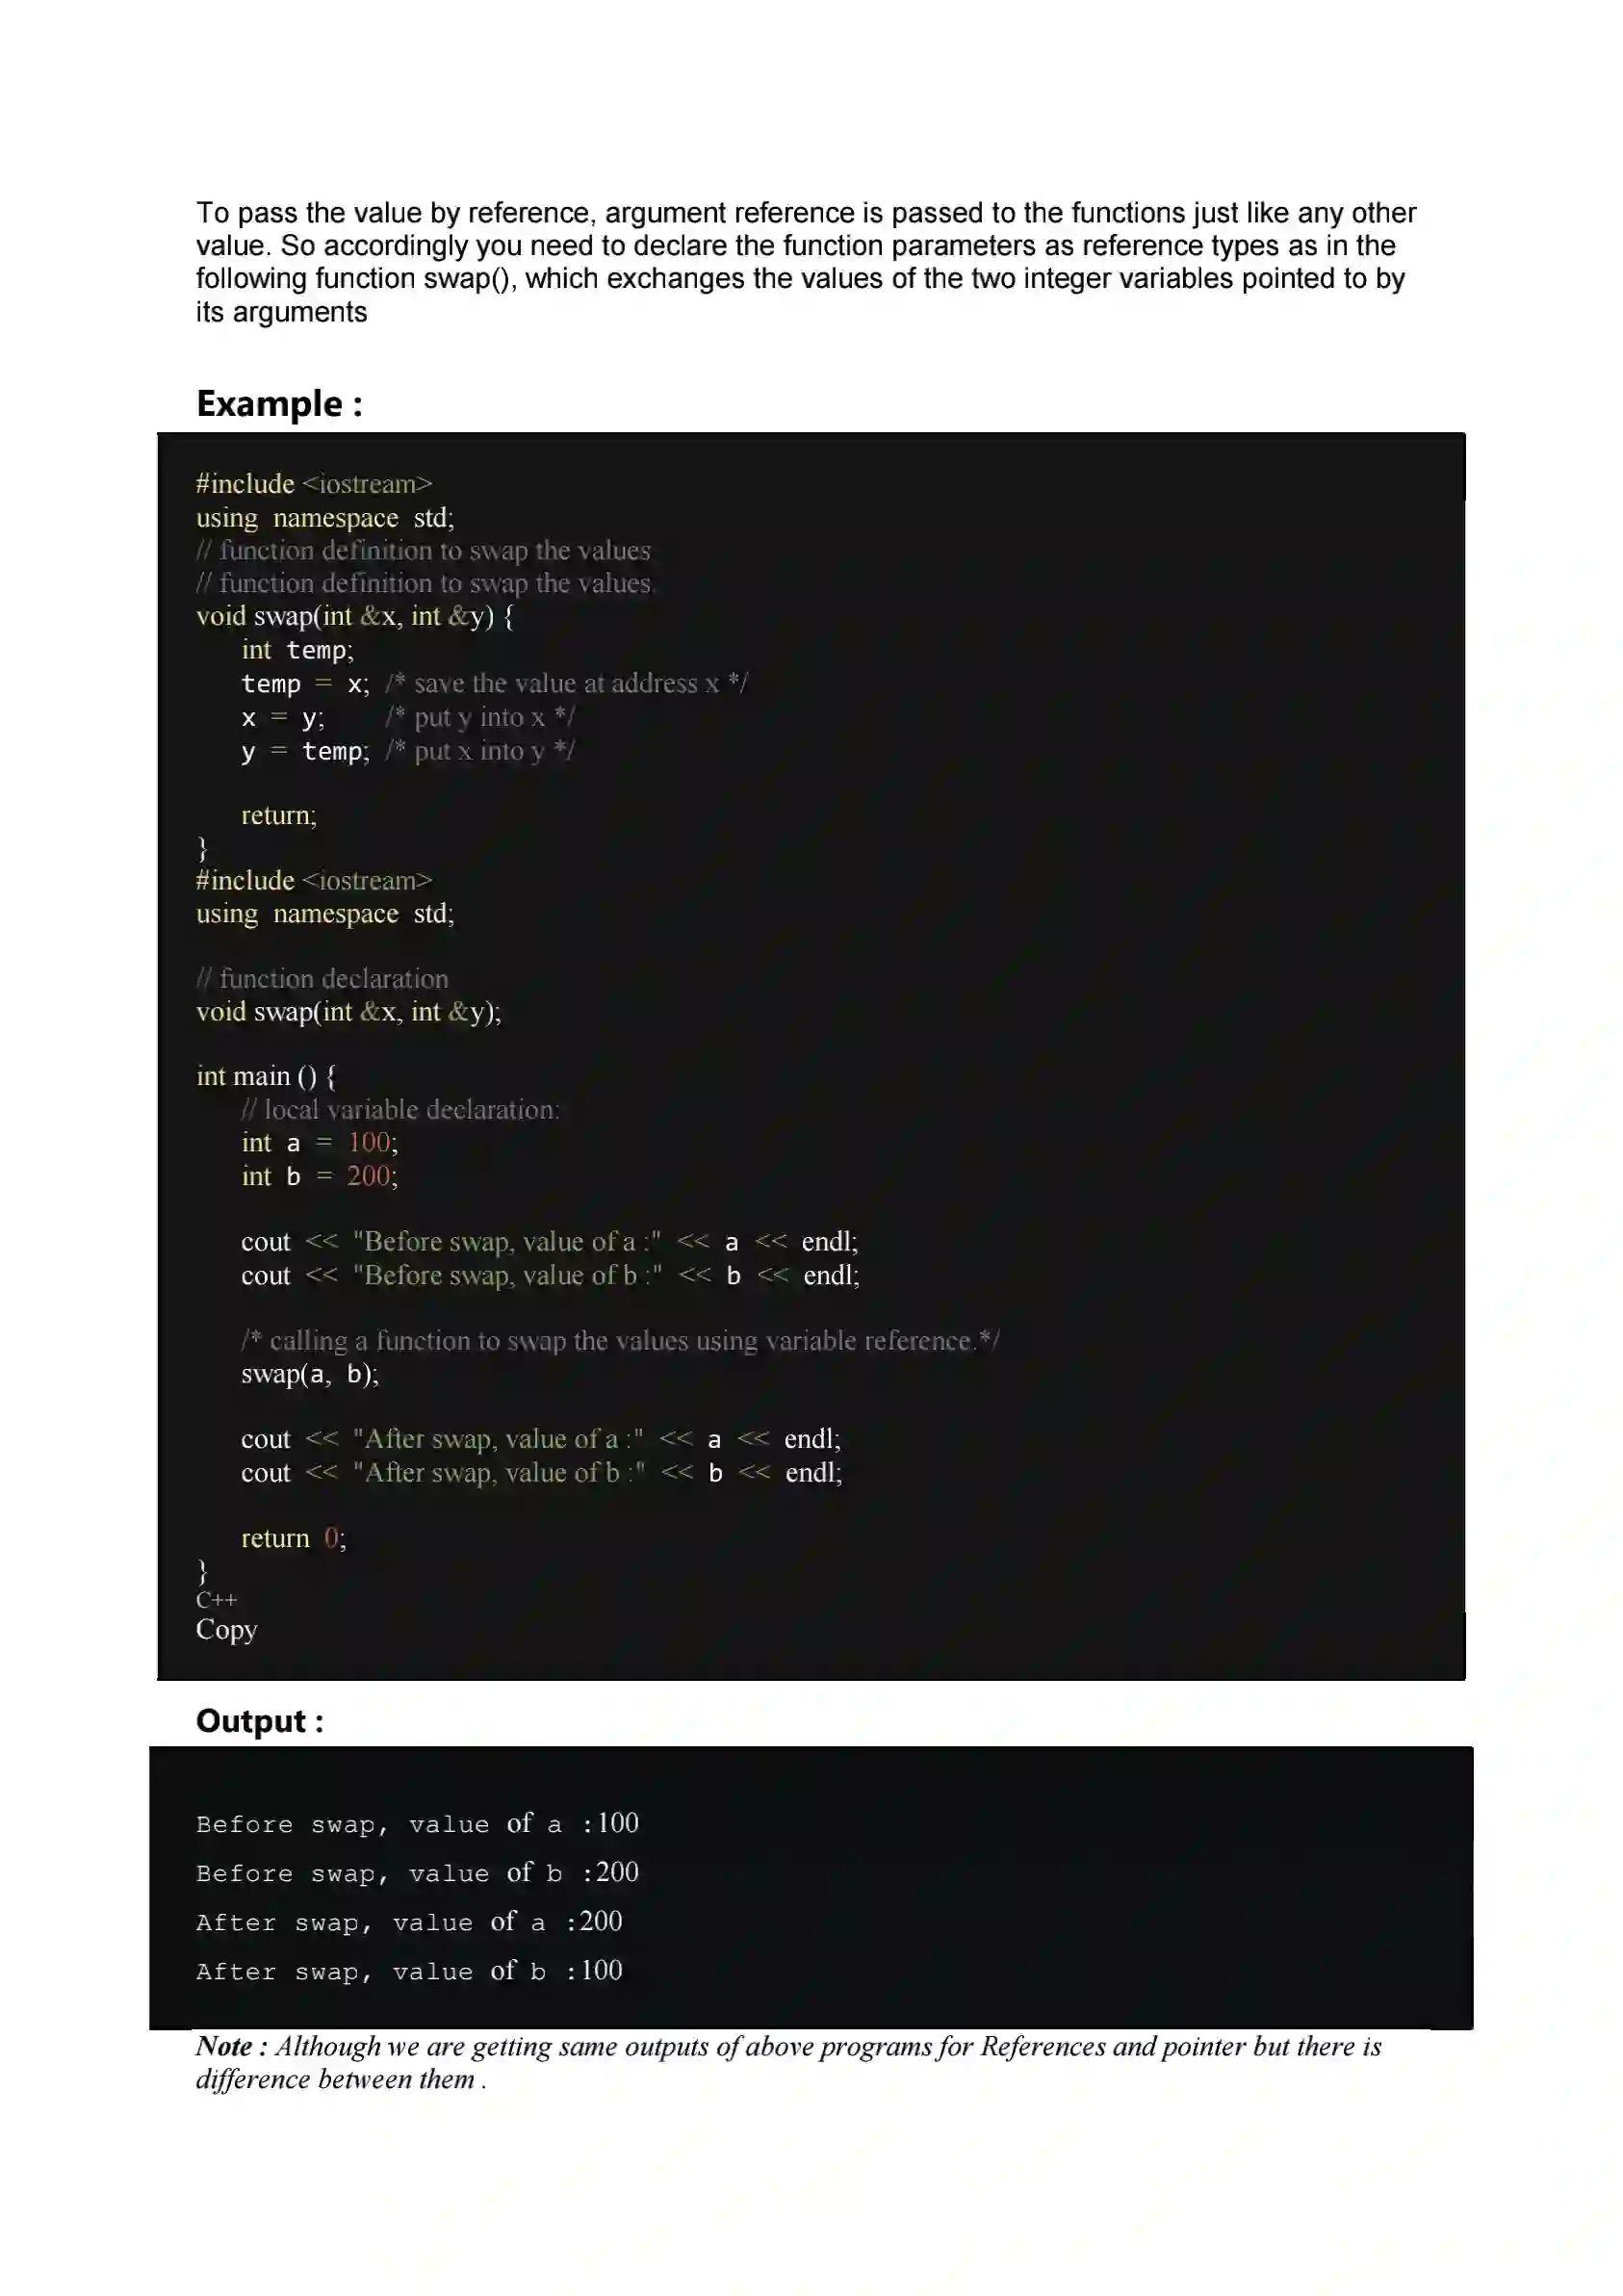 To pass the value by reference, argument reference is passed to the functions just like any other
value. So accordingly you need to declare the function parameters as reference types as in the
following function swap(), which exchanges the values of the two integer variables pointed to by
its arguments
Example :
#include <iostream>
using namespace std;
// function definition to swap the values
// function definition to swap the values.
void swap(int &x, int &y) {
int temp;
temp = x; /* save the value at address x */
x = y; /* put y into x */
y = temp; /* put x into y */
return;
}
#include <iostream>
using namespace std;
// function declaration
void swap(int &x, int &y);
int main () {
// local variable declaration:
int a = 100;
int b = 200;
cout << "Before swap, value of a :" << a << endl;
cout << "Before swap, value of b :" << b << endl;
/* calling a function to swap the values using variable reference.*/
swap(a, b);
cout << "After swap, value of a :" << a << endl;
cout << "After swap, value of b :" << b << endl;
return 0;
}
C++
Copy
Output :
Before swap, value of a :100
Before swap, value of b :200
After swap, value of a :200
After swap, value of b :100
Note : Although we are getting same outputs of above programs for References and pointer but there is
difference between them .